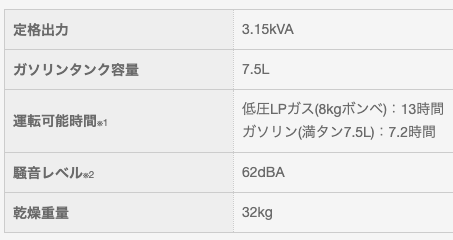 定格出力 3.15kVA
ガソリンタンク容量 7.5L
運転可能時間※1 低圧LPガス(8kgボンベ)：13時間
ガソリン(満タン7.5L)：7.2時間
騒音レベル※2 62dBA
乾燥重量 32kg